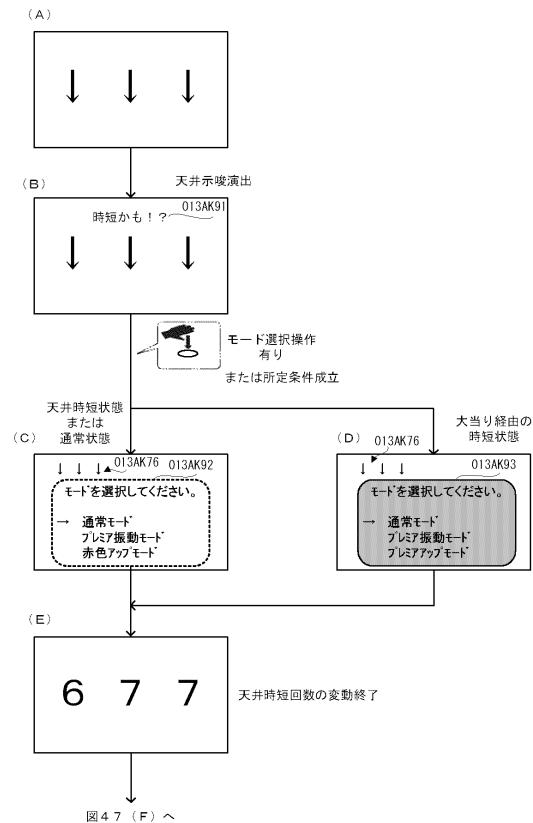 （Ａ）
天井示唆演出
（Ｂ）
013AK91
時短かも！？
モード選択操作
有り
または所定条件成立
天井時短状態
または
通常状態
大当り経由の
時短状態
（Ｃ）
013AK76
013AK92
ﾓｰﾄﾞを選択してください。
→ 通常ﾓｰﾄﾞ
ﾌﾟﾚﾐｱ振動ﾓｰﾄﾞ
赤色ｱｯﾌﾟﾓｰﾄﾞ
（Ｄ）
013AK76
013AK93
ﾓｰﾄﾞを選択してください。
→ 通常ﾓｰﾄﾞ
ﾌﾟﾚﾐｱ振動ﾓｰﾄﾞ
ﾌﾟﾚﾐｱｱｯﾌﾟﾓｰﾄﾞ
（Ｅ）
６ ７ ７
天井時短回数の変動終了
図４７（Ｆ）へ